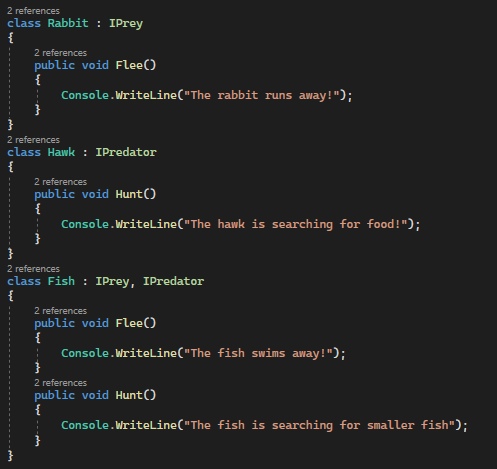 2 references
class Rabbit : IPrey
{
2 references
public void Flee()
{
Console.WriteLine("The rabbit runs away!");
}
}
2 references
class Hawk : IPredator
{
2 references
public void Hunt()
{
Console.WriteLine("The hawk is searching for food!");
}
}
2 references
class Fish : IPrey, IPredator
{
2 references
public void Flee()
{
Console.WriteLine("The fish swims away!");
}
2 references
public void Hunt()
{
Console.WriteLine("The fish is searching for smaller fish");
}
}